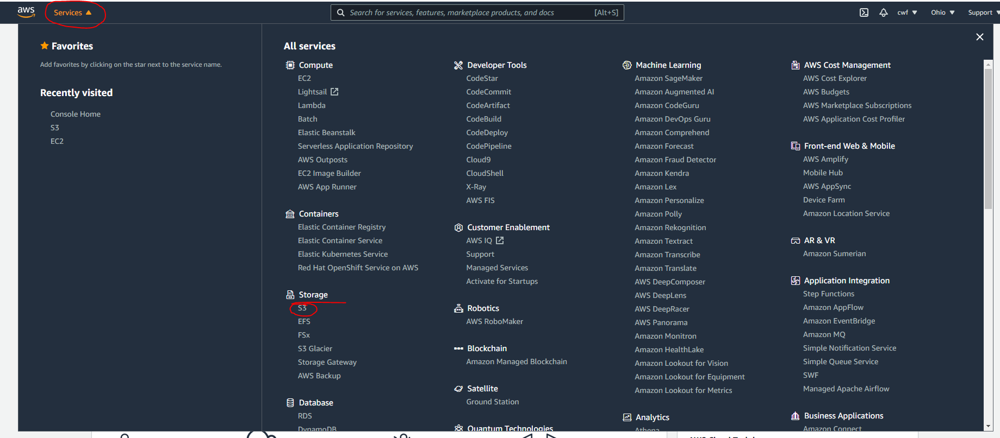 aws
Services
Search for services, features, marketplace products, and docs
[Alt+S]
cwf
Ohio
Support
Favorites
Add favorites by clicking on the star next to the service name.
Recently visited
Console Home
S3
EC2
All services
Compute
EC2
Lightsail
Lambda
Batch
Elastic Beanstalk
Serverless Application Repository
AWS Outposts
EC2 Image Builder
AWS App Runner
Containers
Elastic Container Registry
Elastic Container Service
Elastic Kubernetes Service
Red Hat OpenShift Service on AWS
Storage
S3
EFS
FSx
S3 Glacier
Storage Gateway
AWS Backup
Database
RDS
DynamoDB
Developer Tools
CodeStar
CodeCommit
CodeArtifact
CodeBuild
CodeDeploy
CodePipeline
Cloud9
CloudShell
X-Ray
AWS FIS
Customer Enablement
AWS IQ
Support
Managed Services
Activate for Startups
Robotics
AWS RoboMaker
Blockchain
Amazon Managed Blockchain
Satellite
Ground Station
Quantum Technologies
Machine Learning
Amazon SageMaker
Amazon Augmented AI
Amazon CodeGuru
Amazon DevOps Guru
Amazon Comprehend
Amazon Forecast
Amazon Fraud Detector
Amazon Kendra
Amazon Lex
Amazon Personalize
Amazon Polly
Amazon Rekognition
Amazon Textract
Amazon Transcribe
Amazon Translate
AWS DeepComposer
AWS DeepLens
AWS DeepRacer
AWS Panorama
Amazon Monitron
Amazon HealthLake
Amazon Lookout for Vision
Amazon Lookout for Equipment
Amazon Lookout for Metrics
Analytics
Athena
AWS Cost Management
AWS Cost Explorer
AWS Budgets
AWS Marketplace Subscriptions
AWS Application Cost Profiler
Front-end Web & Mobile
AWS Amplify
Mobile Hub
AWS AppSync
Device Farm
Amazon Location Service
AR & VR
Amazon Sumerian
Application Integration
Step Functions
Amazon AppFlow
Amazon EventBridge
Amazon MQ
Simple Notification Service
Simple Queue Service
SWF
Managed Apache Airflow
Business Applications
Amazon Connect